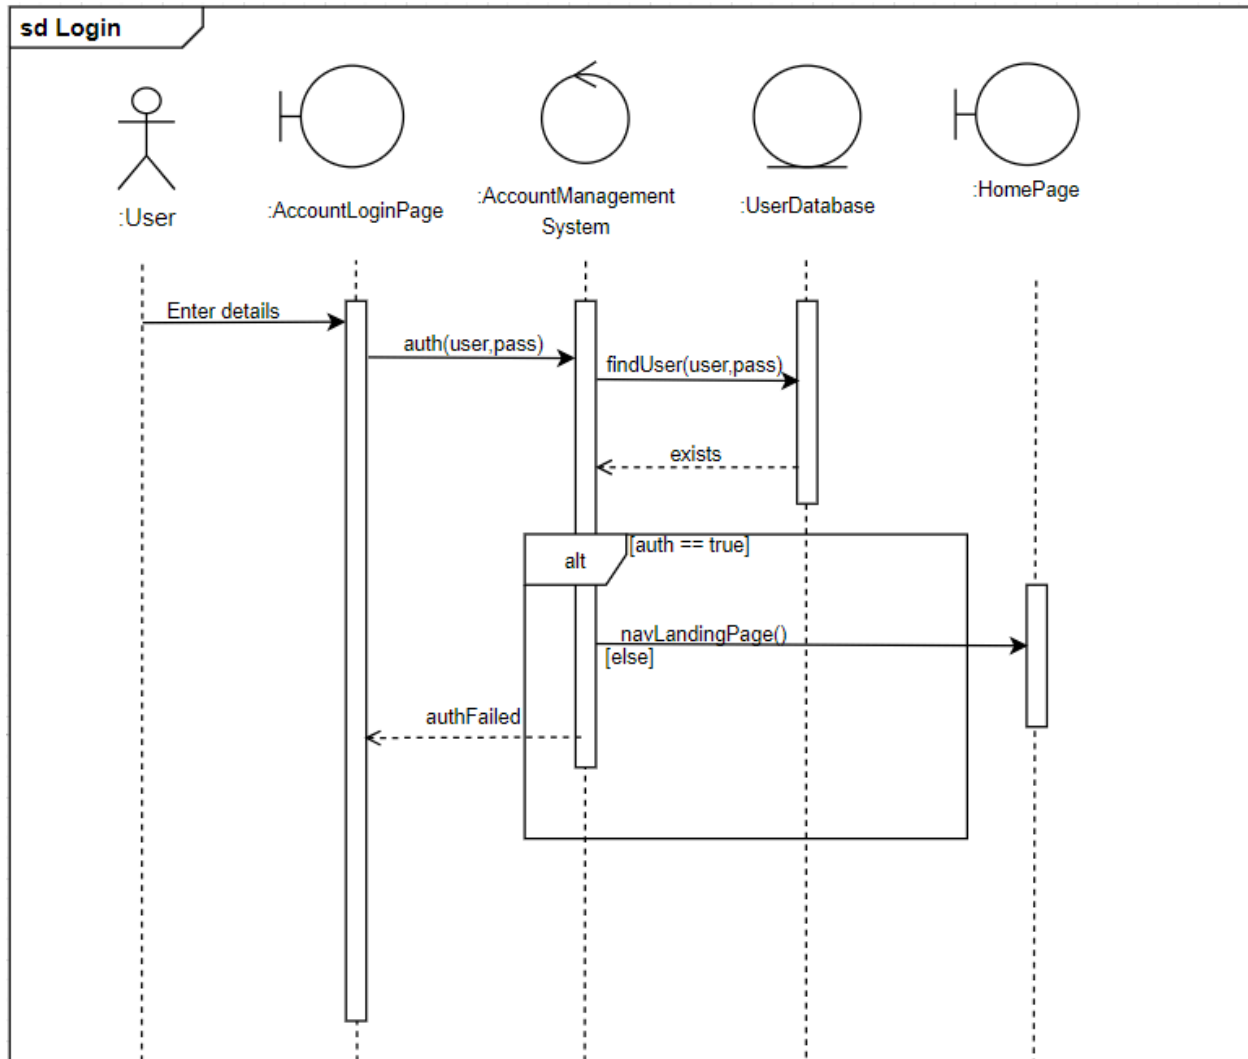 sd Login
:User
:AccountLoginPage
:AccountManagement
System
:UserDatabase
:HomePage
Enter details
auth(user,pass)
findUser(user,pass)
exists
alt
[auth == true]
navLandingPage()
[else]
authFailed